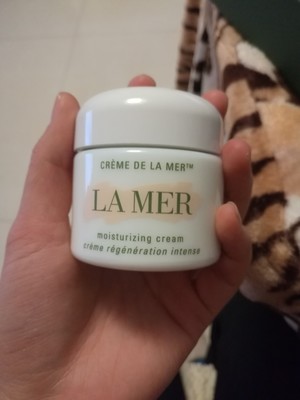 CRÈME DE LA MER™
LA MER
moisturizing cream
crème régénération intense